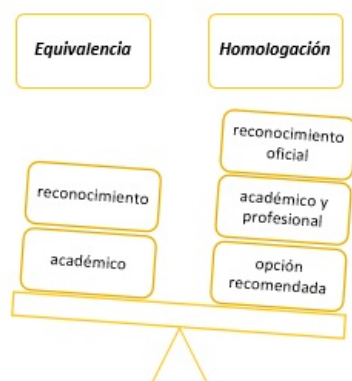 Equivalencia
Homologación
reconocimiento
académico
reconocimiento
oficial
académico y
profesional
opción
recomendada